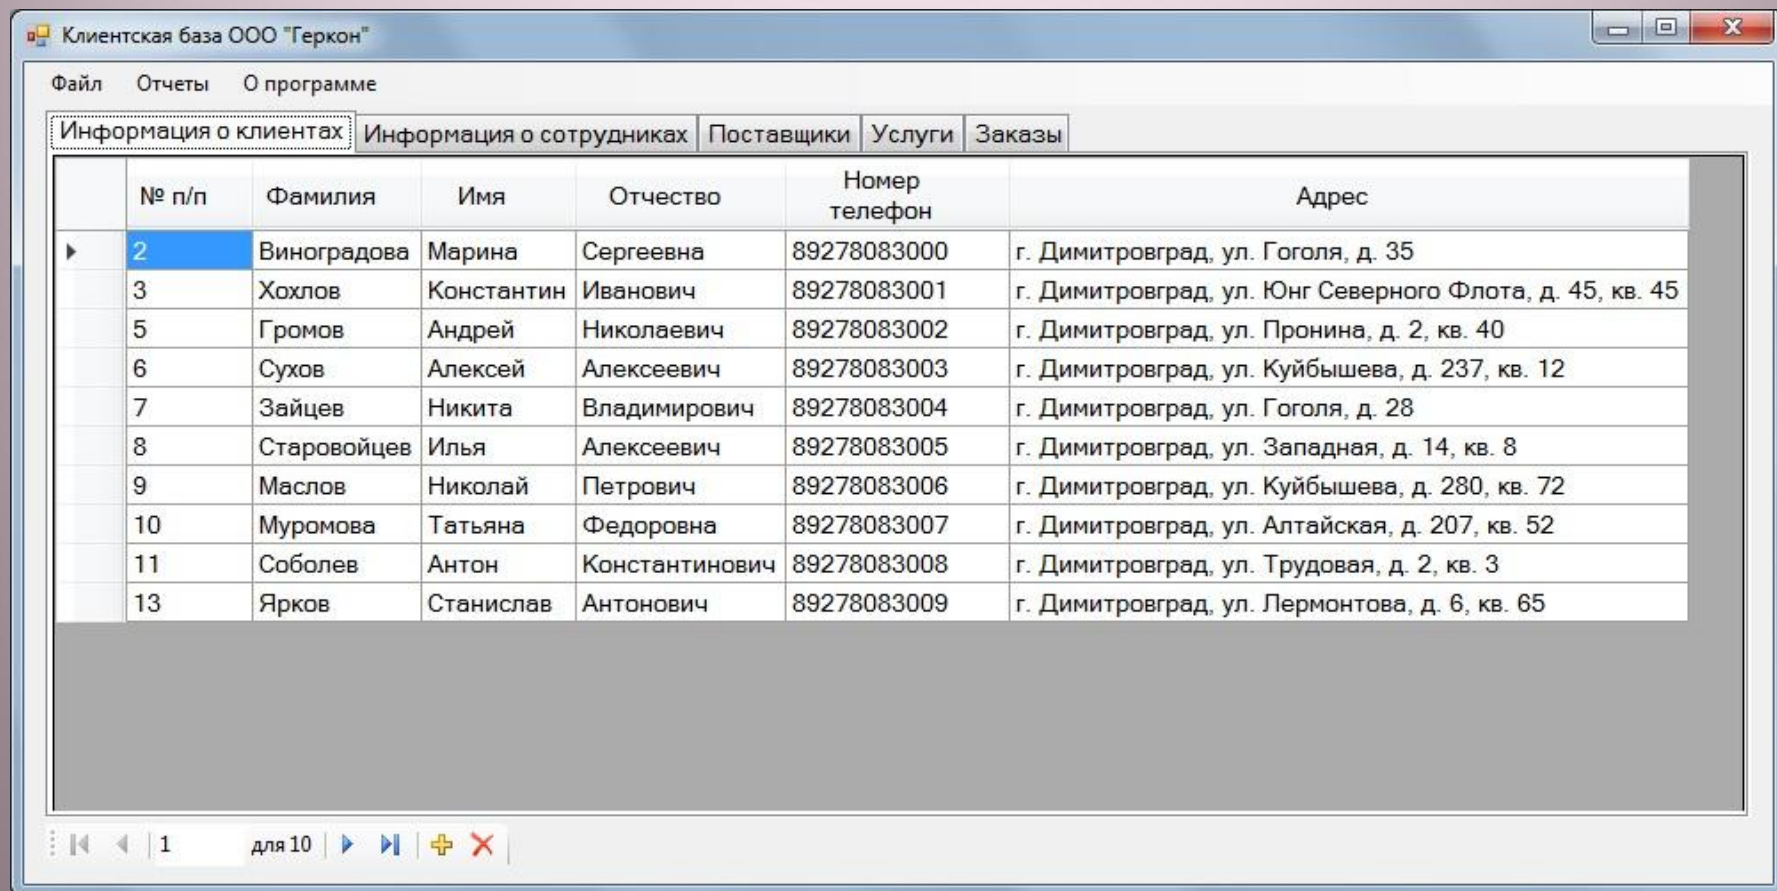 Клиентская база ООО "Геркон"
Файл Отчеты О программе
Информация о клиентах Информация о сотрудниках Поставщики Услуги Заказы
№ п/п Фамилия Имя Отчество Номер телефон Адрес
2 Виноградова Марина Сергеевна 89278083000 г. Димитровград, ул. Гоголя, д. 35
3 Хохлов Константин Иванович 89278083001 г. Димитровград, ул. Юнг Северного Флота, д. 45, кв. 45
5 Громов Андрей Николаевич 89278083002 г. Димитровград, ул. Пронина, д. 2, кв. 40
6 Сухов Алексей Алексеевич 89278083003 г. Димитровград, ул. Куйбышева, д. 237, кв. 12
7 Зайцев Никита Владимирович 89278083004 г. Димитровград, ул. Гоголя, д. 28
8 Старовойцев Илья Алексеевич 89278083005 г. Димитровград, ул. Западная, д. 14, кв. 8
9 Маслов Николай Петрович 89278083006 г. Димитровград, ул. Куйбышева, д. 280, кв. 72
10 Муромова Татьяна Федоровна 89278083007 г. Димитровград, ул. Алтайская, д. 207, кв. 52
11 Соболев Антон Константинович 89278083008 г. Димитровград, ул. Трудовая, д. 2, кв. 3
13 Ярков Станислав Антонович 89278083009 г. Димитровград, ул. Лермонтова, д. 6, кв. 65
1 для 10